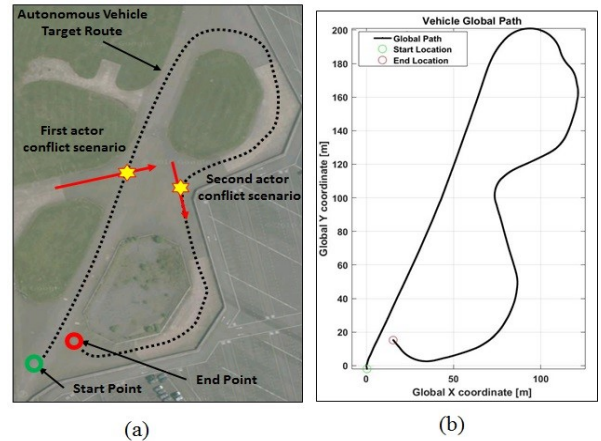 Autonomous Vehicle
Target Route
First actor
conflict scenario
Second actor
conflict scenario
Start Point
End Point
(a)
Vehicle Global Path
Global Path
Start Location
End Location
Global Y coordinate [m]
200
180
160
140
120
100
80
60
40
20
0
0
50
100
Global X coordinate [m]
(b)